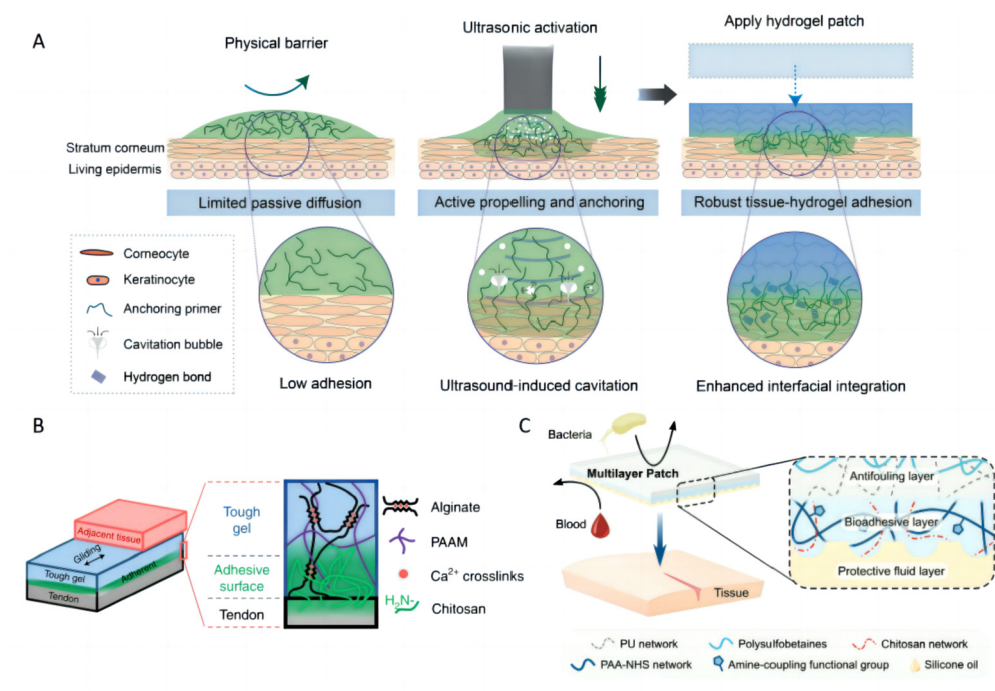 A
Physical barrier
Ultrasonic activation
Apply hydrogel patch
Stratum corneum
Living epidermis
Limited passive diffusion
Active propelling and anchoring
Robust tissue-hydrogel adhesion
Corneocyte
Keratinocyte
Anchoring primer
Cavitation bubble
Hydrogen bond
Low adhesion
Ultrasound-induced cavitation
Enhanced interfacial integration
B
Adjacent tissue
Gliding
Tough gel
Adherent
Tendon
Tough
gel
Adhesive
surface
Tendon
H₂N-
Alginate
PAAM
Ca²⁺ crosslinks
Chitosan
C
Bacteria
Multilayer Patch
Blood
Tissue
Antifouling layer
Bioadhesive layer
Protective fluid layer
PU network
Polysulfobetaines
Chitosan network
PAA-NHS network
Amine-coupling functional group
Silicone oil